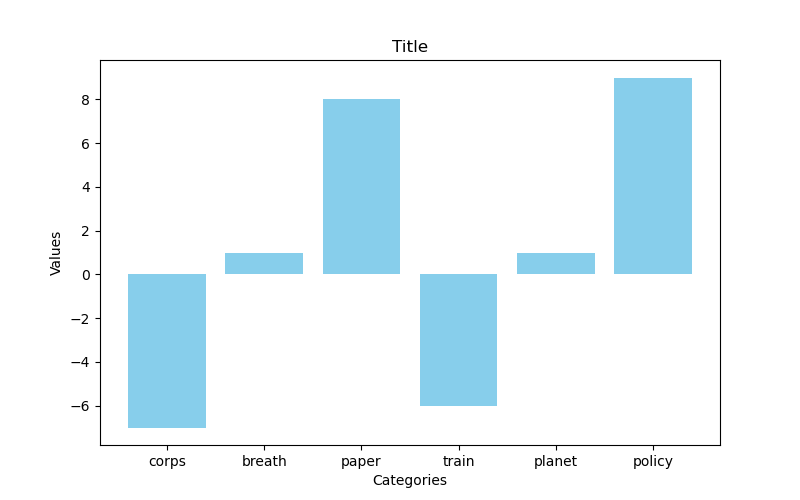 Title
Values
8
6
4
2
0
−2
−4
−6
corps breath paper train planet policy
Categories